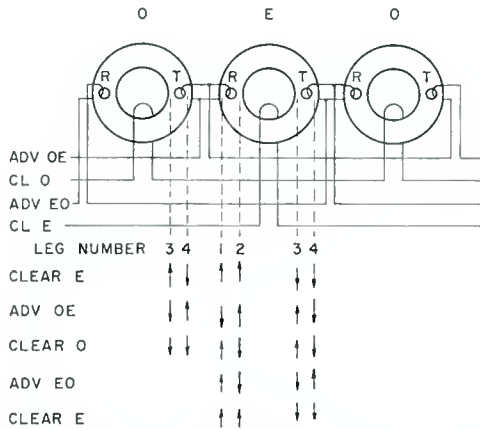 O E O
R T R T R T
ADV OE
CL O
ADV EO
CL E
LEG NUMBER 3 4 1 2 3 4
CLEAR E
ADV OE
CLEAR O
ADV EO
CLEAR E